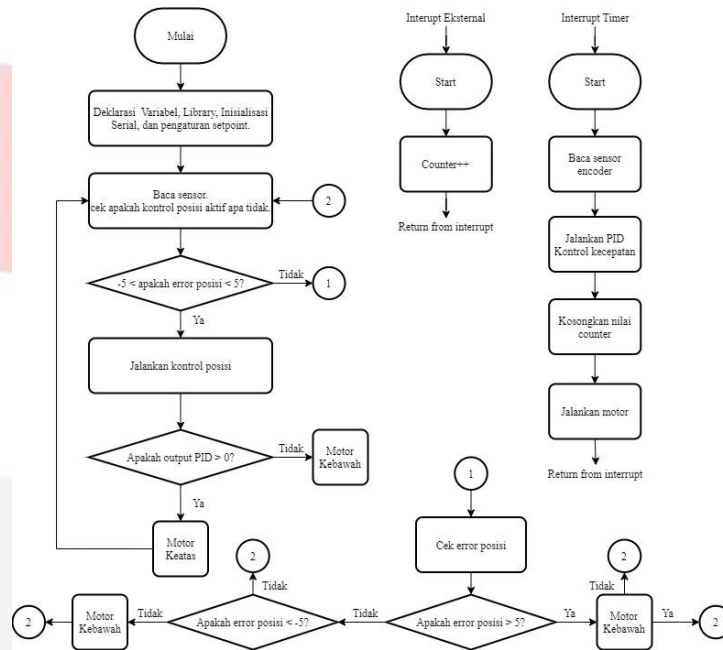 Mulai
Deklarasi Variabel, Library, Inisialisasi
Serial, dan pengaturan setpoint.
Baca sensor.
cek apakah kontrol posisi aktif apa tidak.
2
-5 < apakah error posisi < 5?
Tidak
1
Ya
Jalankan kontrol posisi
Apakah output PID > 0?
Tidak
Motor
Kebawah
Ya
Motor
Keatas
Interupt Eksternal
Start
Counter++
Return from interrupt
Interrupt Timer
Start
Baca sensor
encoder
Jalankan PID
Kontrol kecepatan
Kosongkan nilai
counter
Jalankan motor
Return from interrupt
1
Cek error posisi
Apakah error posisi > 5?
Ya
Motor
Kebawah
Tidak
2
Ya
2
Tidak
Apakah error posisi < -5?
Tidak
2
Tidak
Motor
Kebawah
2